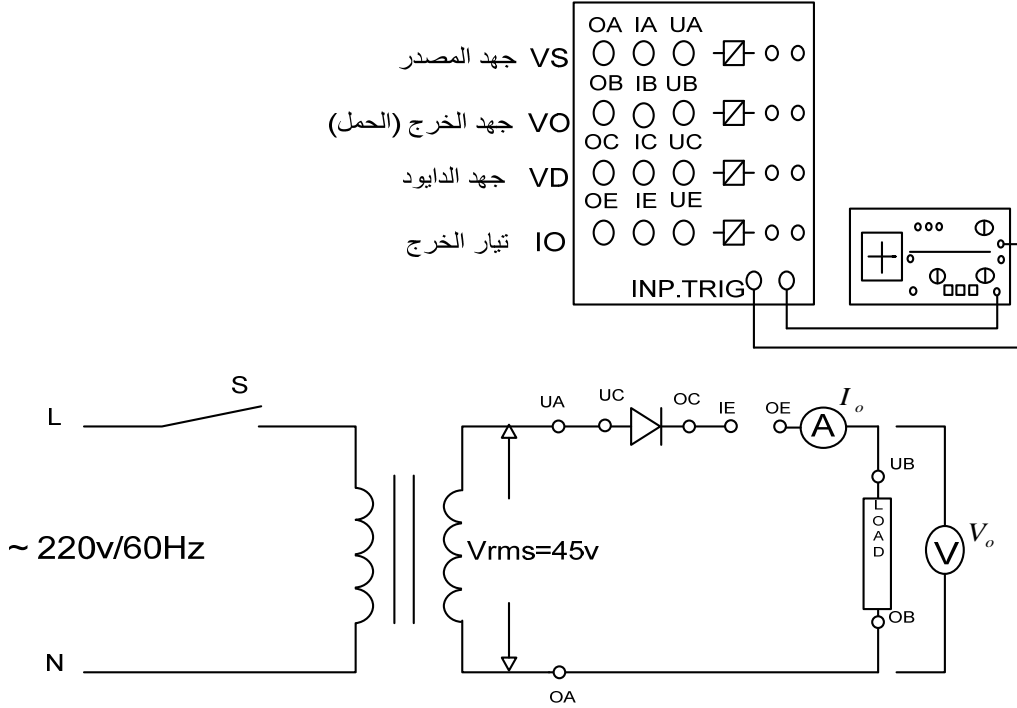 OA IA UA
جهد المصدر VS
OB IB UB
جهد الخرج (الحمل) VO
OC IC UC
جهد الدايود VD
OE IE UE
تيار الخرج IO
INP.TRIG
S
L
UA
UC
OC
IE
OE
A
I o
UB
LOAD
~ 220v/60Hz
Vrms=45v
V
V o
OB
N
OA